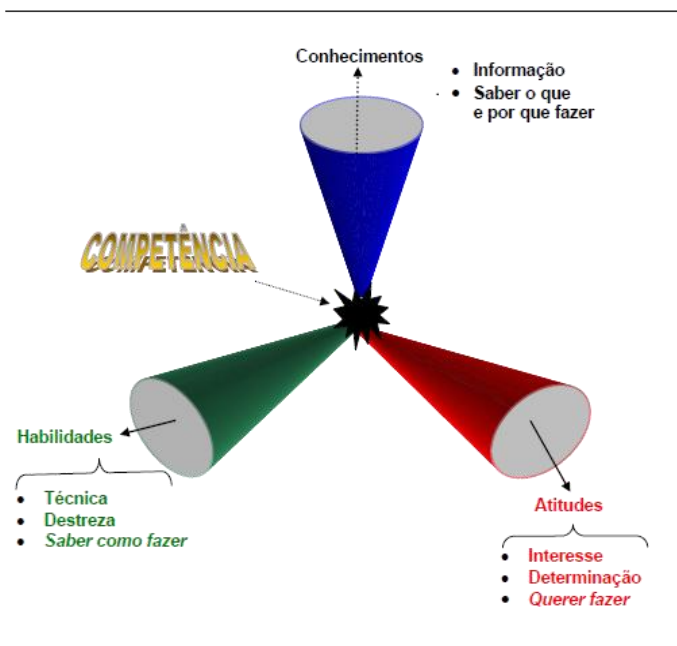 Conhecimentos
• Informação
• Saber o que
e por que fazer
COMPETÊNCIA
Habilidades
• Técnica
• Destreza
• Saber como fazer
Atitudes
• Interesse
• Determinação
• Querer fazer